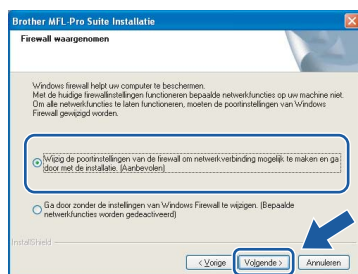 Brother MFL-Pro Suite Installatie
Firewall waargenomen
Windows firewall helpt uw computer te beschermen.
Met de huidige firewallinstellingen functioneren bepaalde netwerkfuncties op uw machine niet.
Om alle netwerkfuncties te laten functioneren, moeten de poortinstellingen van Windows
Firewall gewijzigd worden.
Wijzig de poortinstellingen van de firewall om netwerkverbinding mogelijk te maken en ga
door met de installatie. (Aanbevolen)
Ga door zonder de instellingen van Windows Firewall te wijzigen. (Bepaalde
netwerkfuncties worden gedeactiveerd)
InstallShield
< Vorige
Volgende >
Annuleren